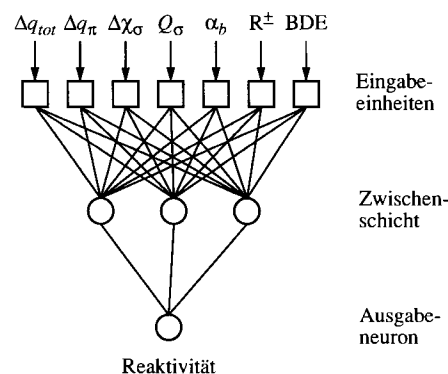 Δq_tot Δq_π Δχ_σ Q_σ α_b R^± BDE
Eingabe-
einheiten
Zwischen-
schicht
Ausgabe-
neuron
Reaktivität